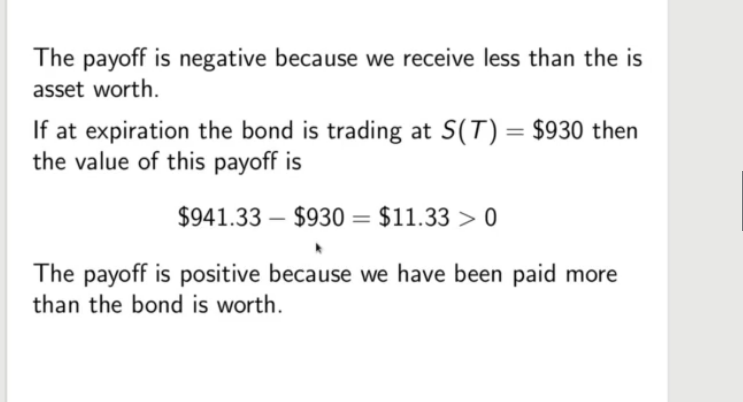 The payoff is negative because we receive less than the is
asset worth.
If at expiration the bond is trading at S(T) = $930 then
the value of this payoff is
$941.33 – $930 = $11.33 > 0
The payoff is positive because we have been paid more
than the bond is worth.